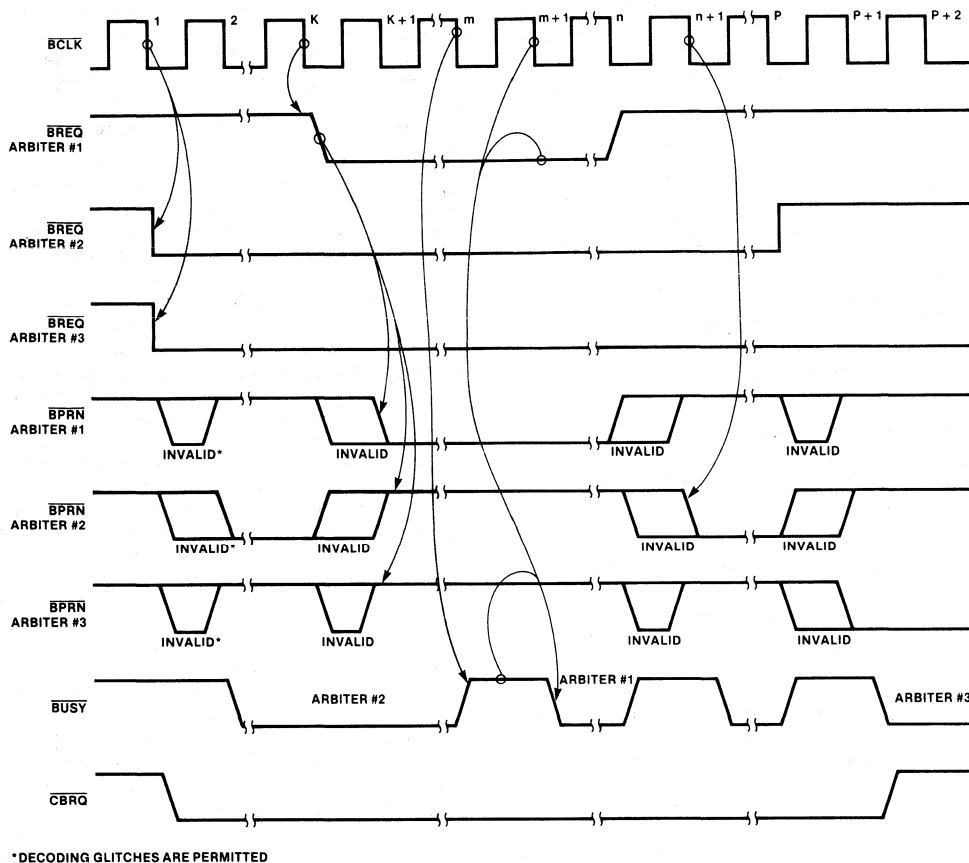 1 2 K K+1 m m+1 n n+1 P P+1 P+2
BCLK
BREQ
ARBITER #1
BREQ
ARBITER #2
BREQ
ARBITER #3
BPRN
ARBITER #1
INVALID* INVALID INVALID INVALID
BPRN
ARBITER #2
INVALID* INVALID INVALID INVALID
BPRN
ARBITER #3
INVALID* INVALID INVALID INVALID
BUSY
ARBITER #2 ARBITER #1 ARBITER #3
CBRQ
*DECODING GLITCHES ARE PERMITTED